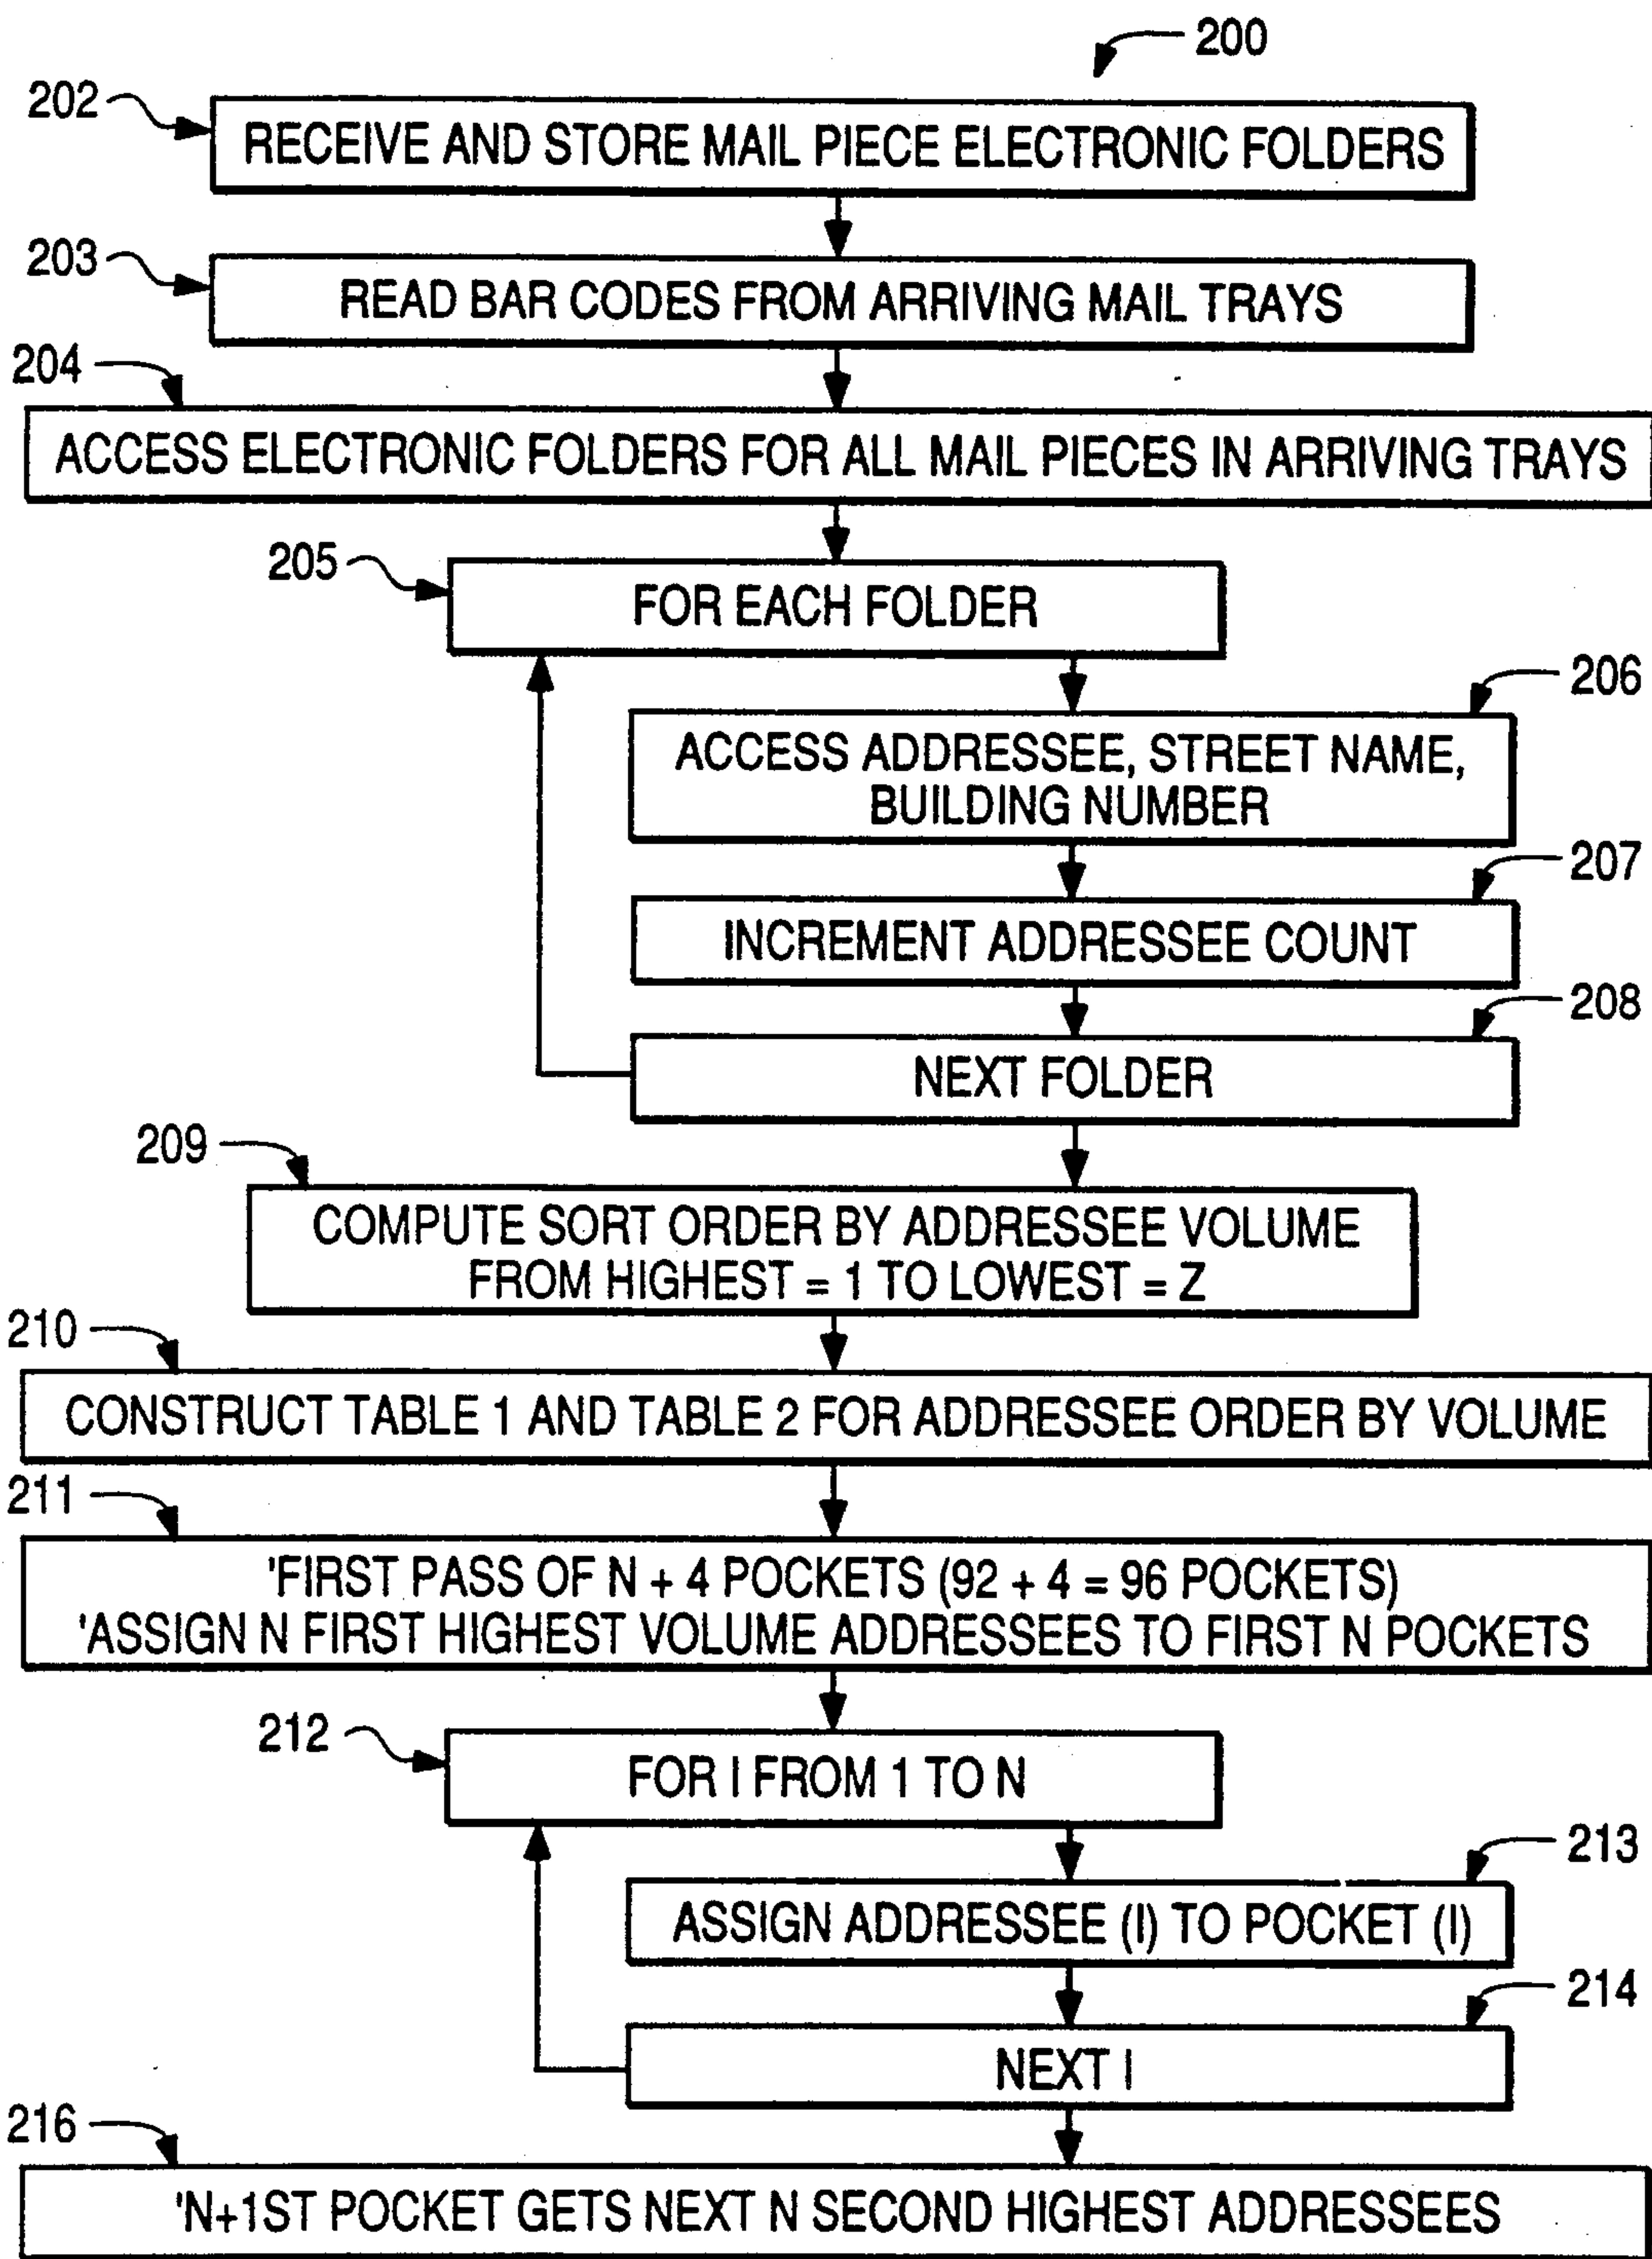 200
202
RECEIVE AND STORE MAIL PIECE ELECTRONIC FOLDERS
203
READ BAR CODES FROM ARRIVING MAIL TRAYS
204
ACCESS ELECTRONIC FOLDERS FOR ALL MAIL PIECES IN ARRIVING TRAYS
205
FOR EACH FOLDER
206
ACCESS ADDRESSEE, STREET NAME,
BUILDING NUMBER
207
INCREMENT ADDRESSEE COUNT
208
NEXT FOLDER
209
COMPUTE SORT ORDER BY ADDRESSEE VOLUME
FROM HIGHEST = 1 TO LOWEST = Z
210
CONSTRUCT TABLE 1 AND TABLE 2 FOR ADDRESSEE ORDER BY VOLUME
211
'FIRST PASS OF N + 4 POCKETS (92 + 4 = 96 POCKETS)
'ASSIGN N FIRST HIGHEST VOLUME ADDRESSEES TO FIRST N POCKETS
212
FOR I FROM 1 TO N
213
ASSIGN ADDRESSEE (I) TO POCKET (I)
214
NEXT I
216
'N+1ST POCKET GETS NEXT N SECOND HIGHEST ADDRESSEES